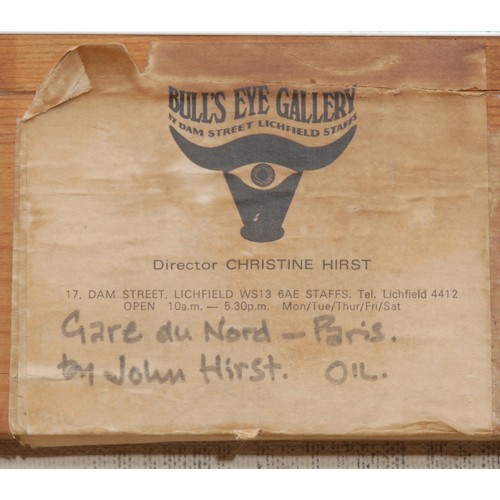 BULL'S EYE GALLERY
17 DAM STREET LICHFIELD STAFFS
Director CHRISTINE HIRST
17, DAM STREET, LICHFIELD WS13 6AE STAFFS. Tel. Lichfield 4412
OPEN 10a.m. — 5.30p.m. Mon/Tue/Thur/Fri/Sat
Gare du Nord — Paris.
by John Hirst. OIL.